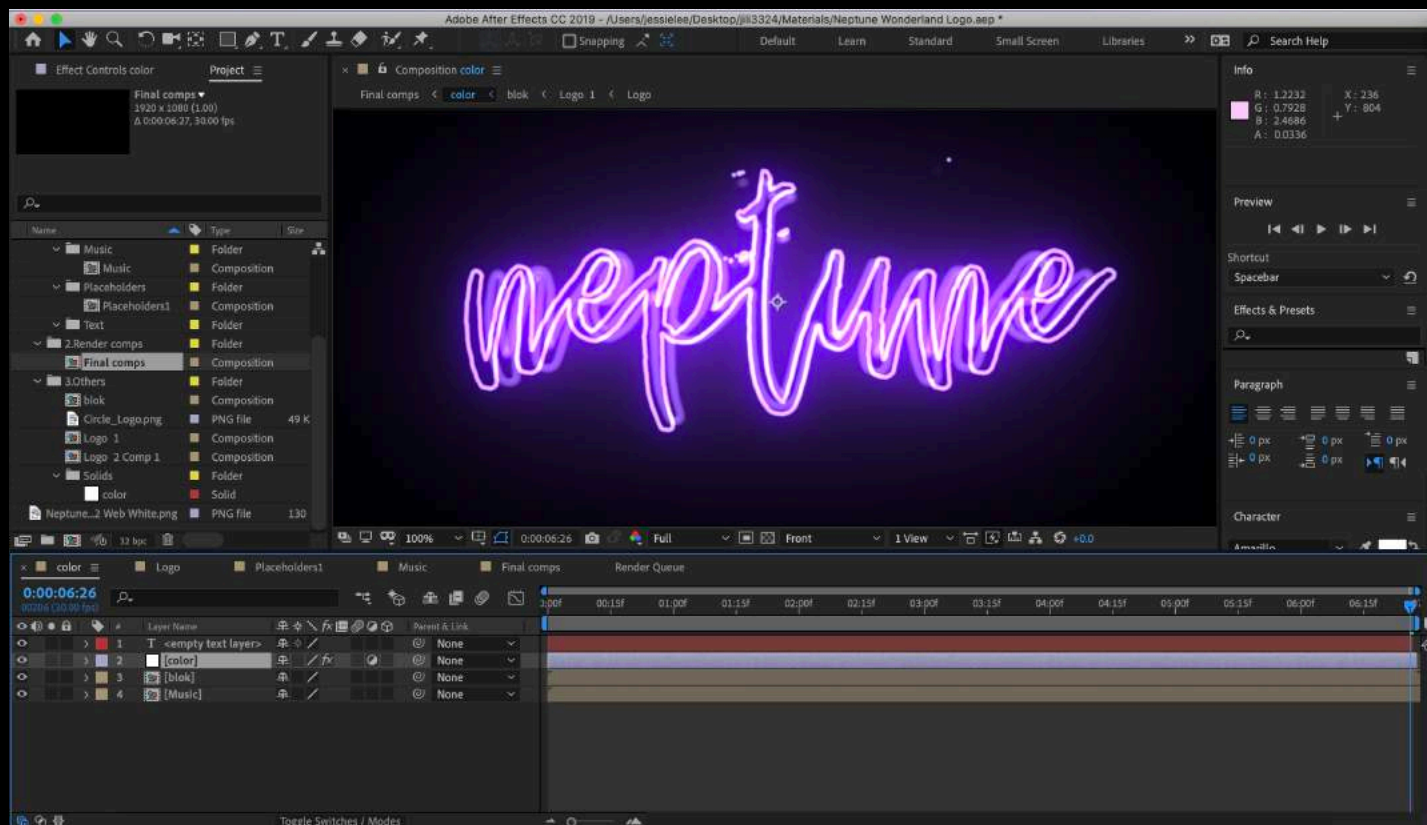 Adobe After Effects CC 2019 - /Users/jessielee/Desktop/jili3324/Materials/Neptune Wonderland Logo.aep *
Snapping Default Learn Standard Small Screen Libraries Search Help
Effect Controls color Project
Final comps
1920 x 1080 (1.00)
Δ 0:00:06:27, 30.00 fps
Name Type Size
Music Folder
Music Composition
Placeholders Folder
Placeholders1 Composition
Text Folder
2.Render comps Folder
Final comps Composition
3.Others Folder
blok Composition
Circle_Logo.png PNG file 49 K
Logo 1 Composition
Logo 2 Comp 1 Composition
Solids Folder
color Solid
Neptune...2 Web White.png PNG file 130
32 bpc
Composition color
Final comps < color < blok < Logo 1 < Logo
neptune
100% 0:00:06:26 Full Front 1 View +0.0
Info
R: 1.2232 X: 236
G: 0.7928 Y: 804
B: 2.4686
A: 0.0336
Preview
Shortcut
Spacebar
Effects & Presets
Paragraph
0 px 0 px 0 px
0 px 0 px
Character
Amarillo
color Logo Placeholders1 Music Final comps Render Queue
0:00:06:26
00206 (30.00 fps)
# Layer Name Parent & Link
00:15f 01:00f 01:15f 02:00f 02:15f 03:00f 03:15f 04:00f 04:15f 05:00f 05:15f 06:00f 06:15f
1 T <empty text layer> None
2 [color] None
3 [blok] None
4 [Music] None
Toggle Switches / Modes